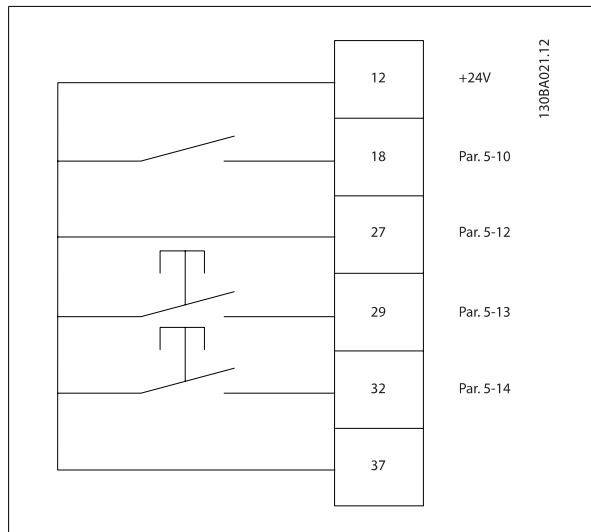 12 +24V
18 Par. 5-10
27 Par. 5-12
29 Par. 5-13
32 Par. 5-14
37
130BA021.12